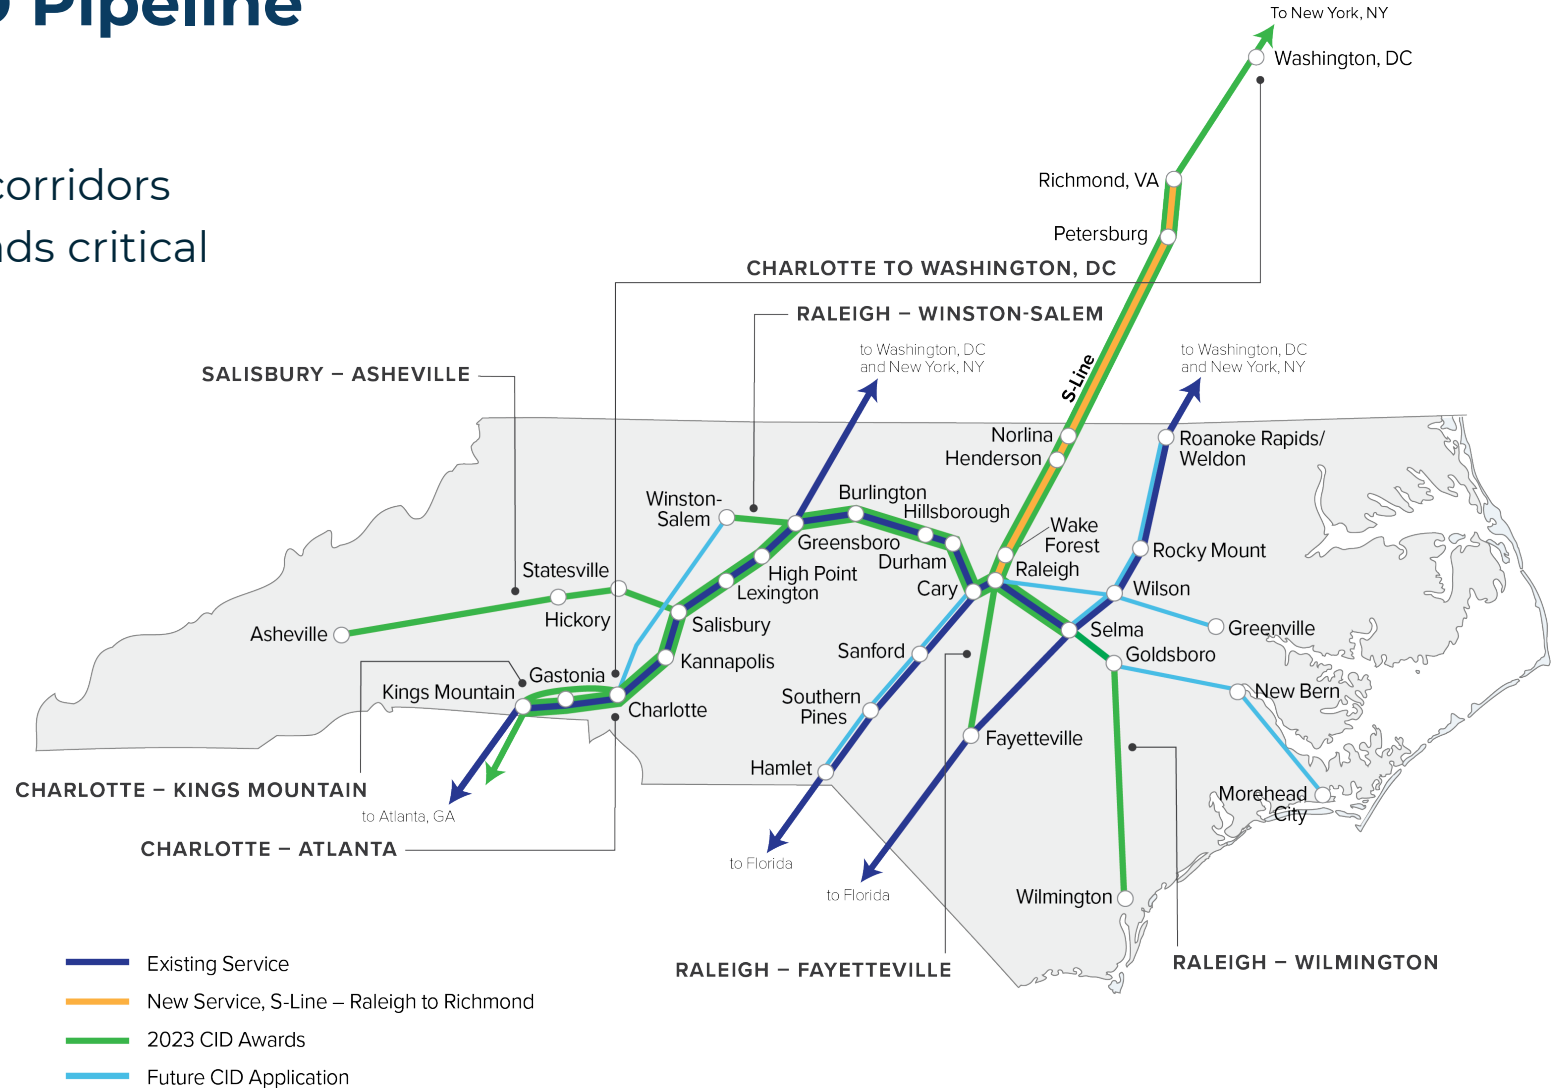 Pipeline
corridors
critical
To New York, NY
Washington, DC
Richmond, VA
Petersburg
CHARLOTTE TO WASHINGTON, DC
RALEIGH – WINSTON-SALEM
to Washington, DC
and New York, NY
to Washington, DC
and New York, NY
S-Line
SALISBURY – ASHEVILLE
Norlina
Henderson
Roanoke Rapids/
Weldon
Winston-
Salem
Burlington
Hillsborough
Greensboro
Durham
Wake
Forest
Raleigh
Rocky Mount
High Point
Lexington
Cary
Wilson
Statesville
Hickory
Asheville
Salisbury
Kannapolis
Greenville
Selma
Goldsboro
Sanford
Gastonia
Kings Mountain
Charlotte
Southern
Pines
New Bern
Fayetteville
Hamlet
CHARLOTTE – KINGS MOUNTAIN
to Atlanta, GA
Morehead
City
CHARLOTTE – ATLANTA
to Florida
to Florida
Wilmington
RALEIGH – FAYETTEVILLE
RALEIGH – WILMINGTON
Existing Service
New Service, S-Line – Raleigh to Richmond
2023 CID Awards
Future CID Application